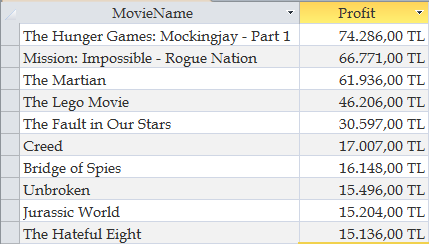 MovieName Profit
The Hunger Games: Mockingjay - Part 1 74.286,00 TL
Mission: Impossible - Rogue Nation 66.771,00 TL
The Martian 61.936,00 TL
The Lego Movie 46.206,00 TL
The Fault in Our Stars 30.597,00 TL
Creed 17.007,00 TL
Bridge of Spies 16.148,00 TL
Unbroken 15.496,00 TL
Jurassic World 15.204,00 TL
The Hateful Eight 15.136,00 TL